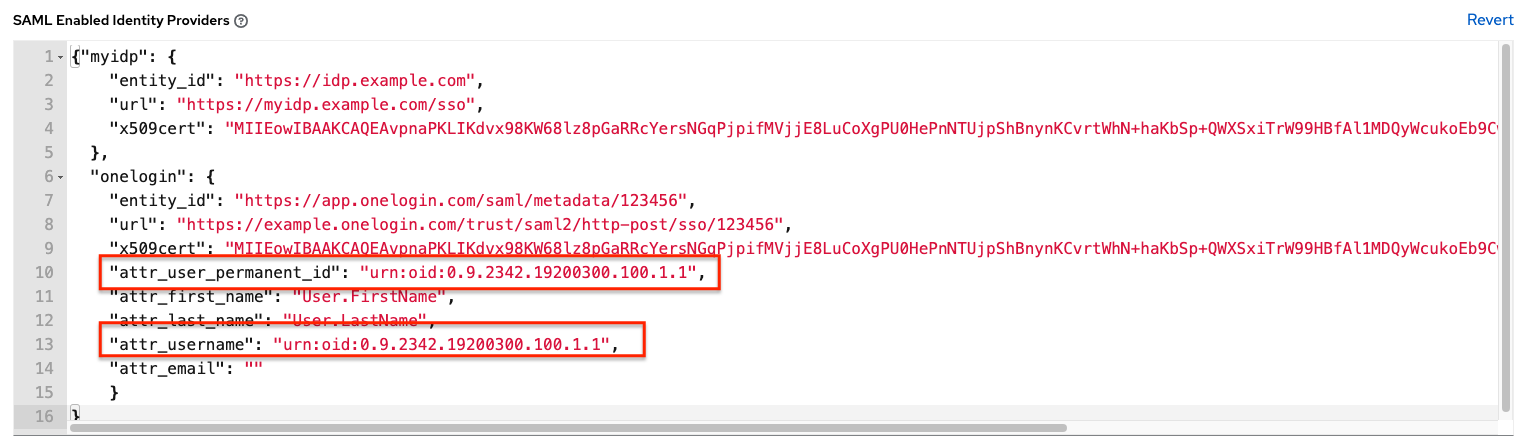 SAML Enabled Identity Providers ?
Revert
1 {"myidp": {
2 "entity_id": "https://idp.example.com",
3 "url": "https://myidp.example.com/sso",
4 "x509cert": "MIIEowIBAAKCAQEAvpnaPKLIKdvx98KW68lz8pGaRRcYersNGqPjpifMVjjE8LuCoXgPU0HePnNTUjpShBnynKCvrtWhN+haKbSp+QWXSxiTrW99HBfAl1MDQyWcukoEb9C
5 },
6 "onelogin": {
7 "entity_id": "https://app.onelogin.com/saml/metadata/123456",
8 "url": "https://example.onelogin.com/trust/saml2/http-post/sso/123456",
9 "x509cert": "MIIEowIBAAKCAQEAvpnaPKLIKdvx98KW68lz8pGaRRcYersNGqPjpifMVjjE8LuCoXgPU0HePnNTUjpShBnynKCvrtWhN+haKbSp+QWXSxiTrW99HBfAl1MDQyWcukoEb9C
10 "attr_user_permanent_id": "urn:oid:0.9.2342.19200300.100.1.1",
11 "attr_first_name": "User.FirstName",
12 "attr_last_name": "User.LastName",
13 "attr_username": "urn:oid:0.9.2342.19200300.100.1.1",
14 "attr_email": ""
15 }
16 }